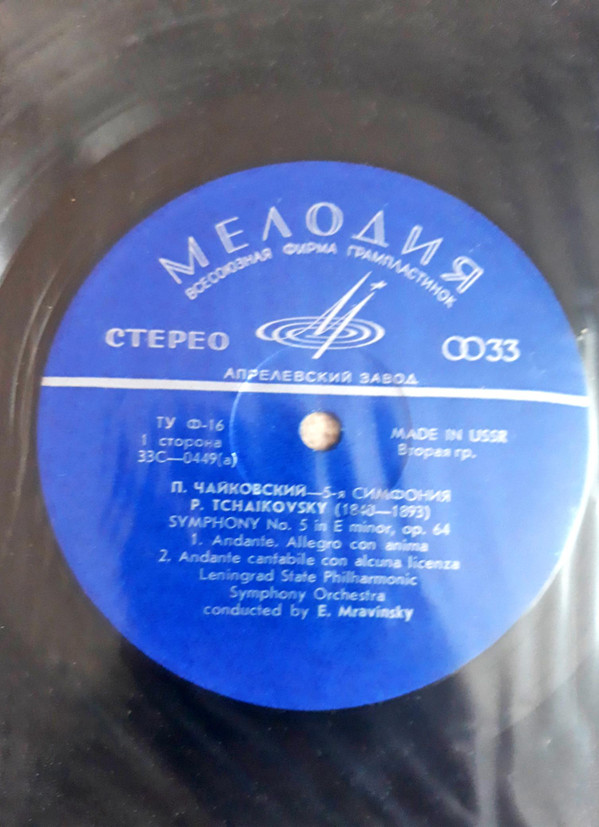 МЕЛОДИЯ
ВСЕСОЮЗНАЯ ФИРМА ГРАМПЛАСТИНОК
СТЕРЕО
33
АПРЕЛЕВСКИЙ ЗАВОД
ТУ Ф-16
1 сторона
33С—0449(а)
MADE IN USSR
Вторая гр.
П. ЧАЙКОВСКИЙ—5-я СИМФОНИЯ
P. TCHAIKOVSKY (1840—1893)
SYMPHONY No. 5 in E minor, op. 64
1. Andante. Allegro con anima
2. Andante cantabile con alcuna licenza
Leningrad State Philharmonic
Symphony Orchestra
conducted by E. Mravinsky